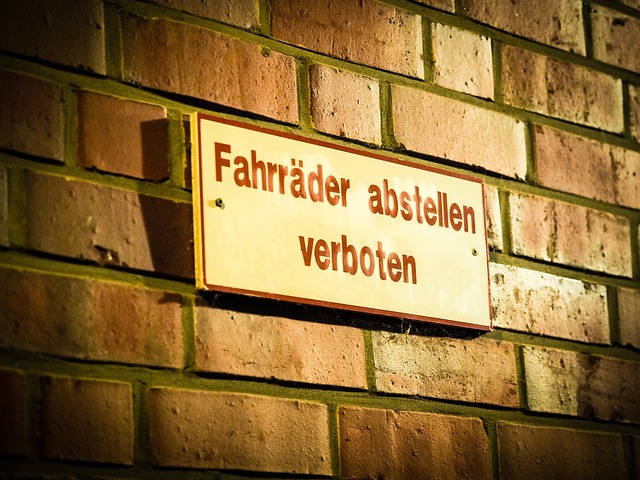 Fahrräder abstellen
verboten